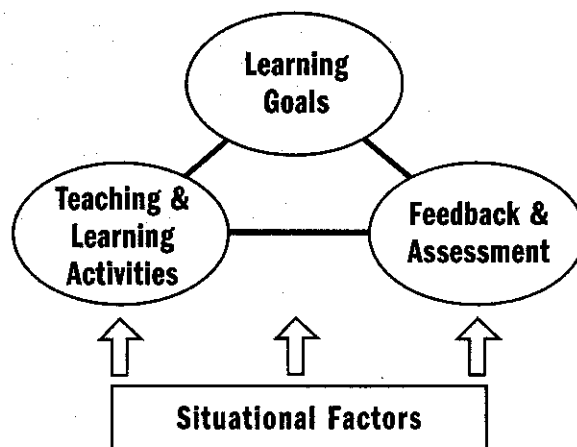 Learning
Goals
Teaching &
Learning
Activities
Feedback &
Assessment
Situational Factors